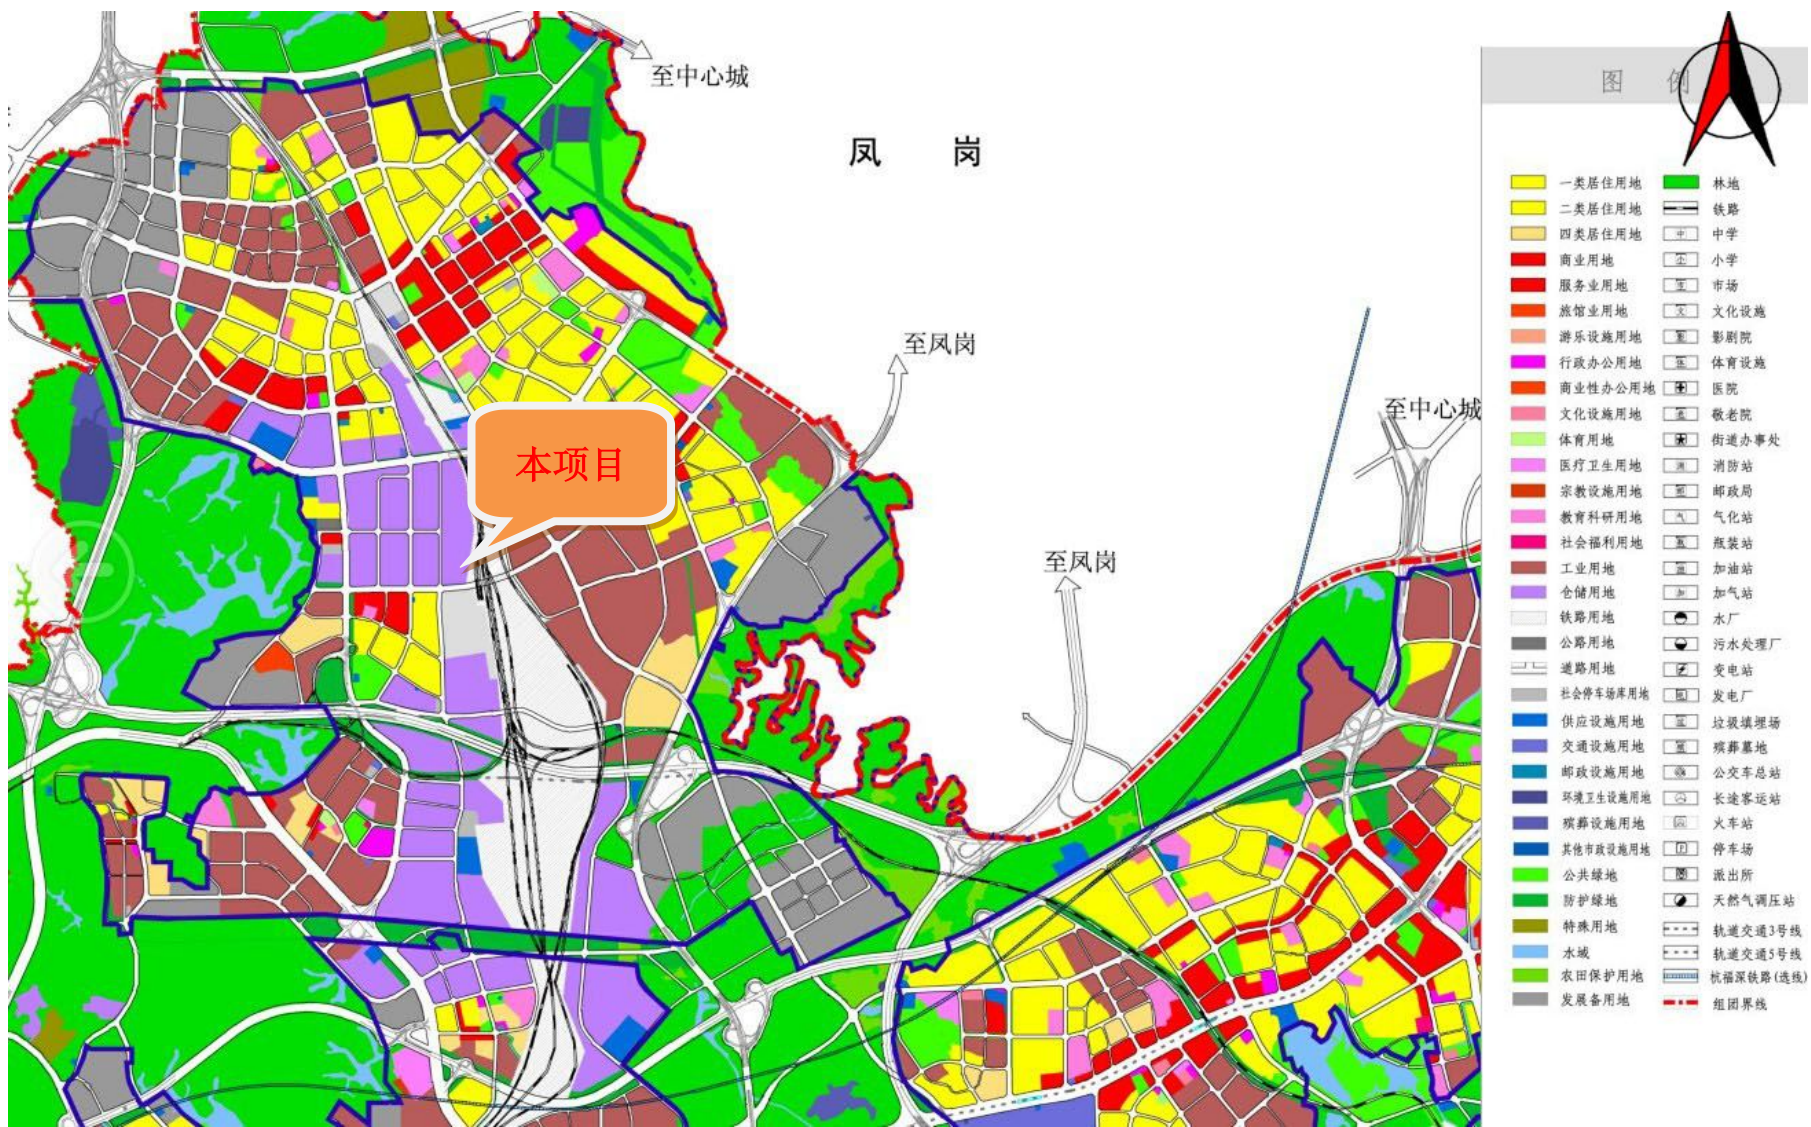 至中心城
凤岗
至凤岗
至中心城
本项目
至凤岗
图例
一类居住用地 林地
二类居住用地 铁路
四类居住用地 中 中学
商业用地 小 小学
服务业用地 市场
旅馆业用地 文 文化设施
游乐设施用地 影剧院
行政办公用地 体育设施
商业性办公用地 医院
文化设施用地 敬老院
体育用地 街道办事处
医疗卫生用地 消防站
宗教设施用地 邮政局
教育科研用地 气 气化站
社会福利用地 瓶装站
工业用地 加油站
仓储用地 加气站
铁路用地 水厂
公路用地 污水处理厂
道路用地 变电站
社会停车场库用地 发电厂
供应设施用地 垃圾填埋场
交通设施用地 殡葬墓地
邮政设施用地 公交车总站
环境卫生设施用地 长途客运站
殡葬设施用地 火车站
其他市政设施用地 P 停车场
公共绿地 派出所
防护绿地 天然气调压站
特殊用地 轨道交通3号线
水域 轨道交通5号线
农田保护用地 杭福深铁路(选线)
发展备用地 组团界线